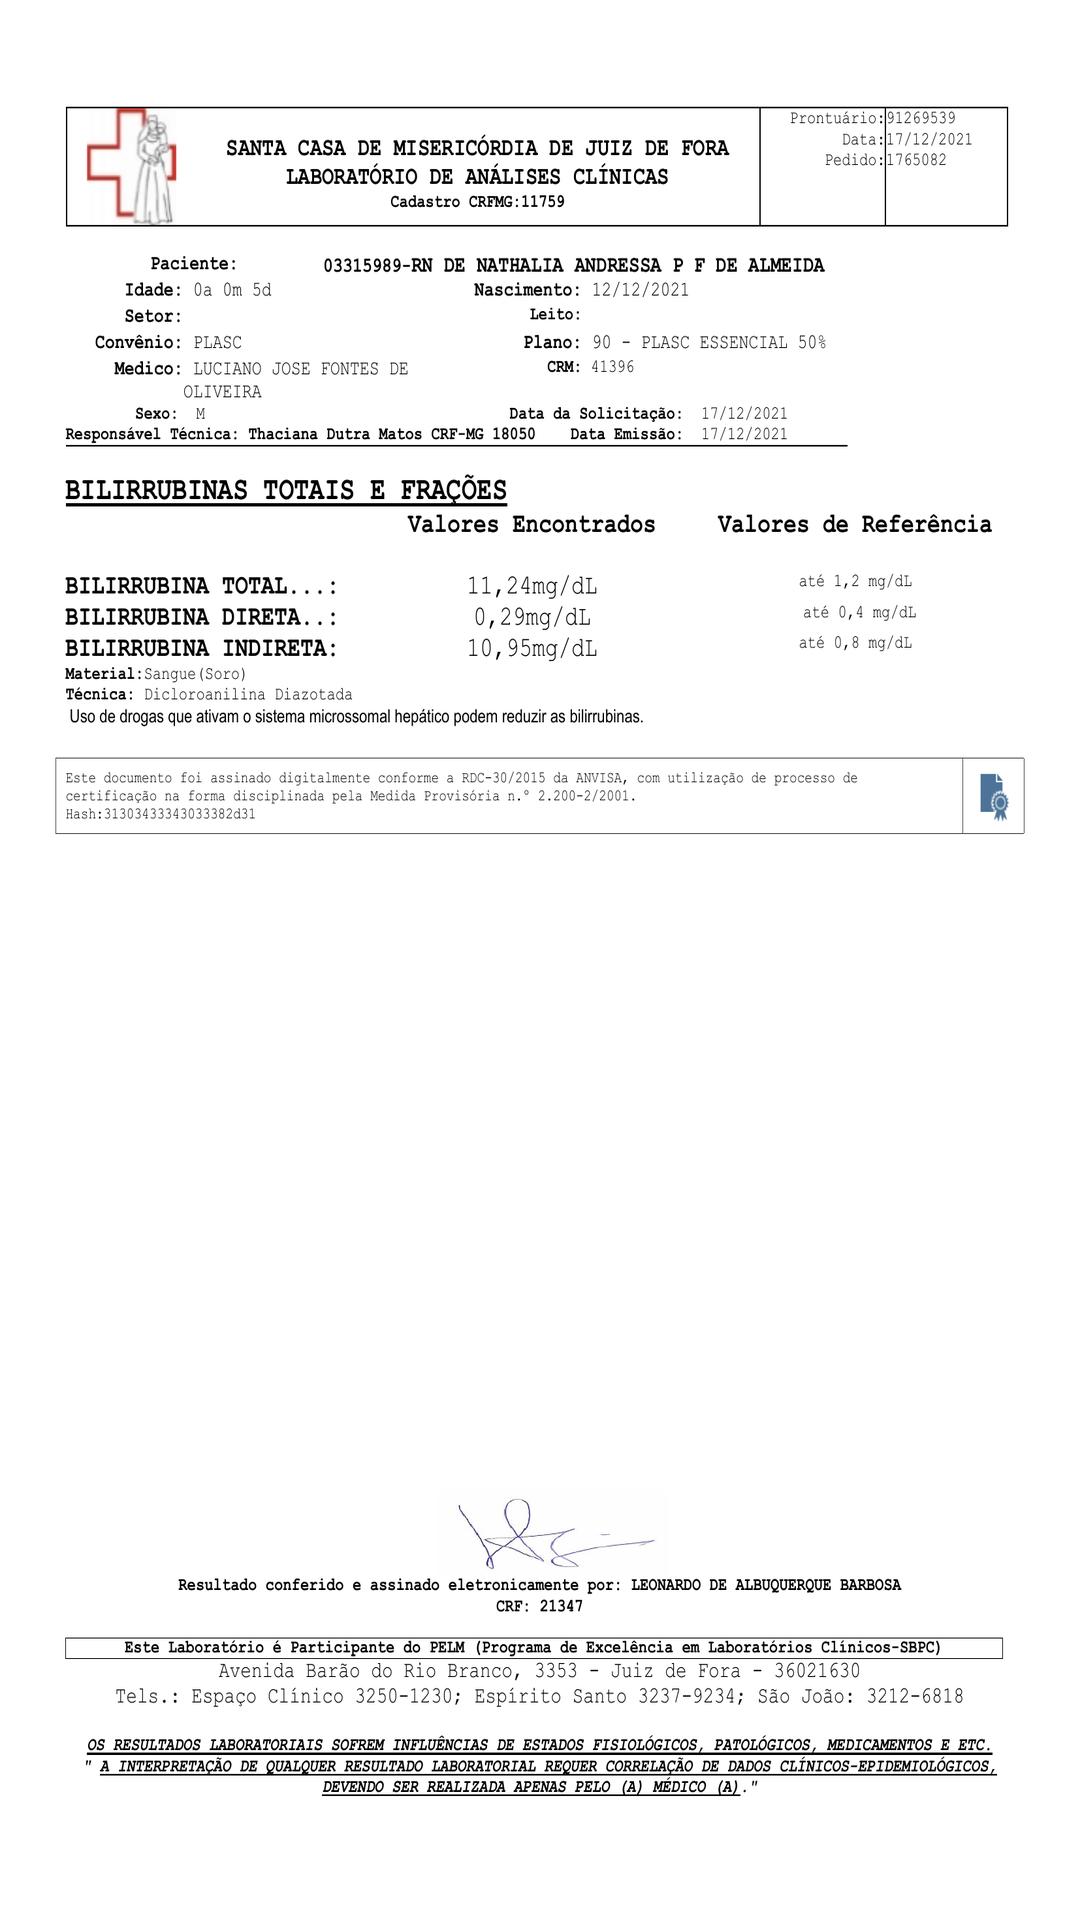 SANTA CASA DE MISERICÓRDIA DE JUIZ DE FORA
LABORATÓRIO DE ANÁLISES CLÍNICAS
Cadastro CRFMG:11759
Prontuário:91269539
Data:17/12/2021
Pedido:1765082
Paciente: 03315989-RN DE NATHALIA ANDRESSA P F DE ALMEIDA
Idade: 0a 0m 5d Nascimento: 12/12/2021
Setor: Leito:
Convênio: PLASC Plano: 90 - PLASC ESSENCIAL 50%
Medico: LUCIANO JOSE FONTES DE CRM: 41396
OLIVEIRA
Sexo: M Data da Solicitação: 17/12/2021
Responsável Técnica: Thaciana Dutra Matos CRF-MG 18050 Data Emissão: 17/12/2021
BILIRRUBINAS TOTAIS E FRAÇÕES
Valores Encontrados Valores de Referência
BILIRRUBINA TOTAL...: 11,24mg/dL até 1,2 mg/dL
BILIRRUBINA DIRETA..: 0,29mg/dL até 0,4 mg/dL
BILIRRUBINA INDIRETA: 10,95mg/dL até 0,8 mg/dL
Material:Sangue(Soro)
Técnica: Dicloroanilina Diazotada
Uso de drogas que ativam o sistema microssomal hepático podem reduzir as bilirrubinas.
Este documento foi assinado digitalmente conforme a RDC-30/2015 da ANVISA, com utilização de processo de
certificação na forma disciplinada pela Medida Provisória n.º 2.200-2/2001.
Hash:31303433343033382d31
Resultado conferido e assinado eletronicamente por: LEONARDO DE ALBUQUERQUE BARBOSA
CRF: 21347
Este Laboratório é Participante do PELM (Programa de Excelência em Laboratórios Clínicos-SBPC)
Avenida Barão do Rio Branco, 3353 - Juiz de Fora - 36021630
Tels.: Espaço Clínico 3250-1230; Espírito Santo 3237-9234; São João: 3212-6818
OS RESULTADOS LABORATORIAIS SOFREM INFLUÊNCIAS DE ESTADOS FISIOLÓGICOS, PATOLÓGICOS, MEDICAMENTOS E ETC.
" A INTERPRETAÇÃO DE QUALQUER RESULTADO LABORATORIAL REQUER CORRELAÇÃO DE DADOS CLÍNICOS-EPIDEMIOLÓGICOS,
DEVENDO SER REALIZADA APENAS PELO (A) MÉDICO (A)."